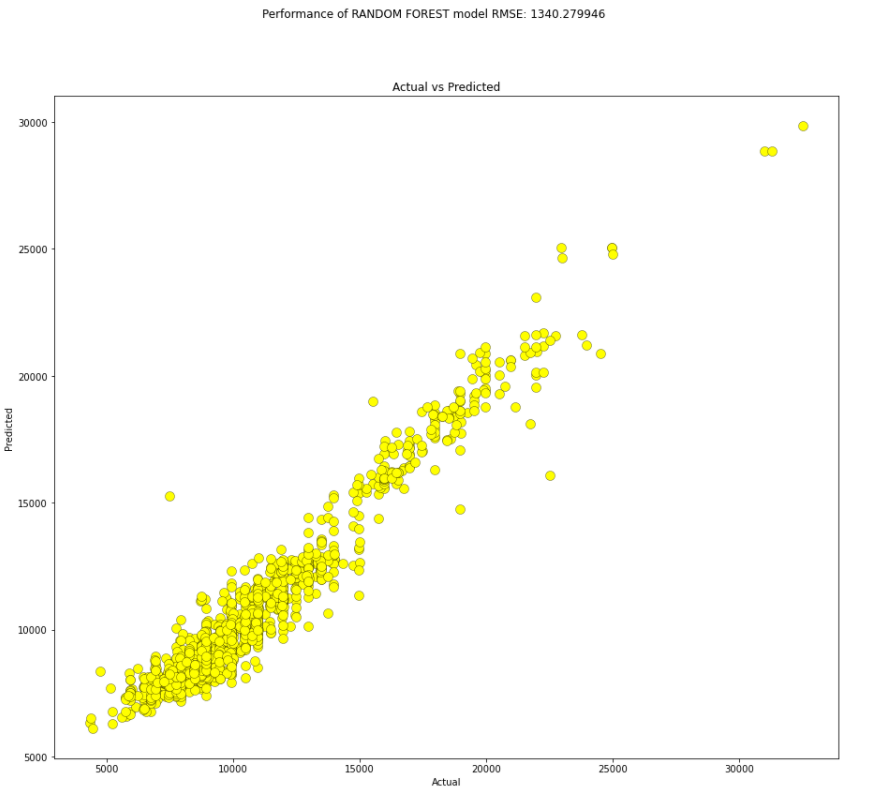 Performance of RANDOM FOREST model RMSE: 1340.279946
Actual vs Predicted
30000
25000
20000
15000
10000
5000
Predicted
5000 10000 15000 20000 25000 30000
Actual